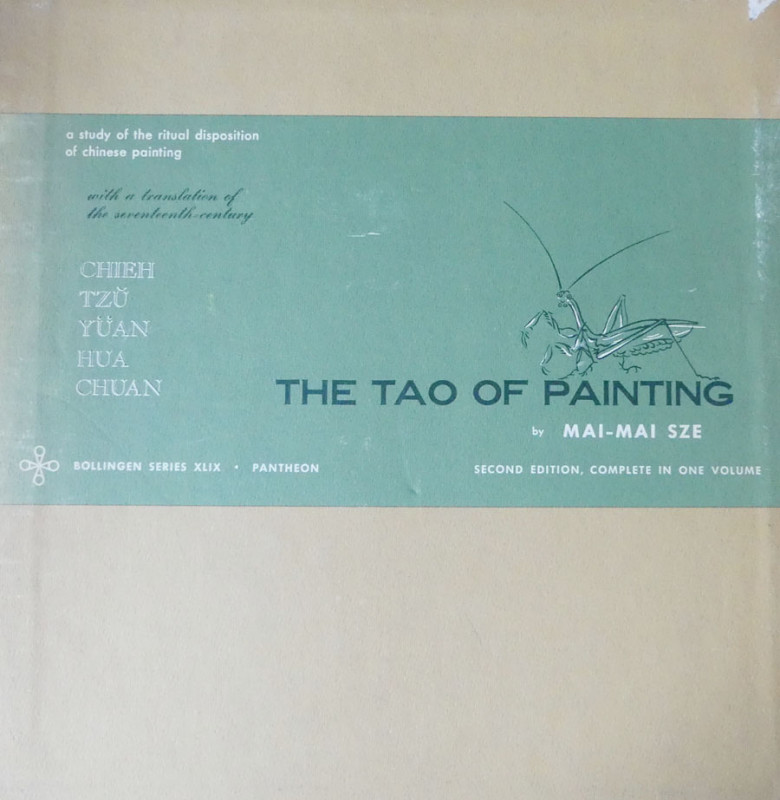 a study of the ritual disposition
of chinese painting
with a translation of
the seventeenth-century
CHIEH
TZŬ
YÜAN
HUA
CHUAN
THE TAO OF PAINTING
by MAI-MAI SZE
BOLLINGEN SERIES XLIX • PANTHEON
SECOND EDITION, COMPLETE IN ONE VOLUME